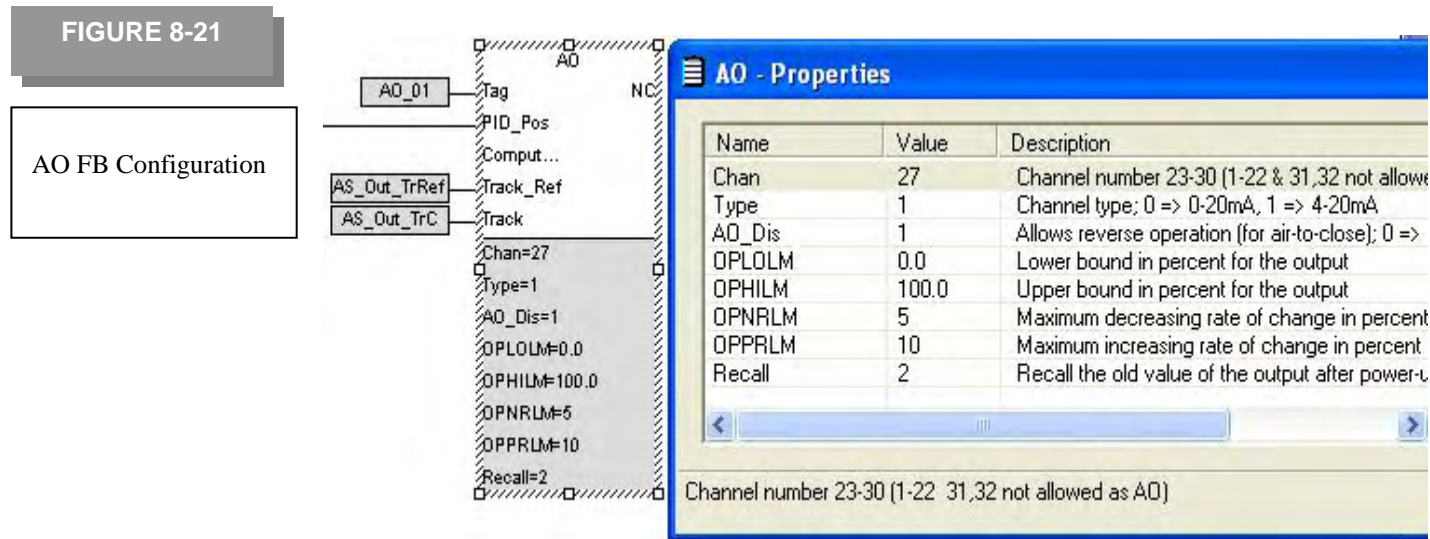 FIGURE 8-21
AO FB Configuration
AO
Tag NC
PID_Pos
Comput...
Track_Ref
Track
AO_01
AS_Out_TrRef
AS_Out_TrC
Chan=27
Type=1
AO_Dis=1
OPLOLM=0.0
OPHILM=100.0
OPNRLM=5
OPPRLM=10
Recall=2
AO - Properties
Name Value Description
Chan 27 Channel number 23-30 (1-22 & 31,32 not allowe
Type 1 Channel type; 0 => 0-20mA, 1 => 4-20mA
AO_Dis 1 Allows reverse operation (for air-to-close); 0 =>
OPLOLM 0.0 Lower bound in percent for the output
OPHILM 100.0 Upper bound in percent for the output
OPNRLM 5 Maximum decreasing rate of change in percent
OPPRLM 10 Maximum increasing rate of change in percent
Recall 2 Recall the old value of the output after power-u
Channel number 23-30 (1-22 31,32 not allowed as AO)